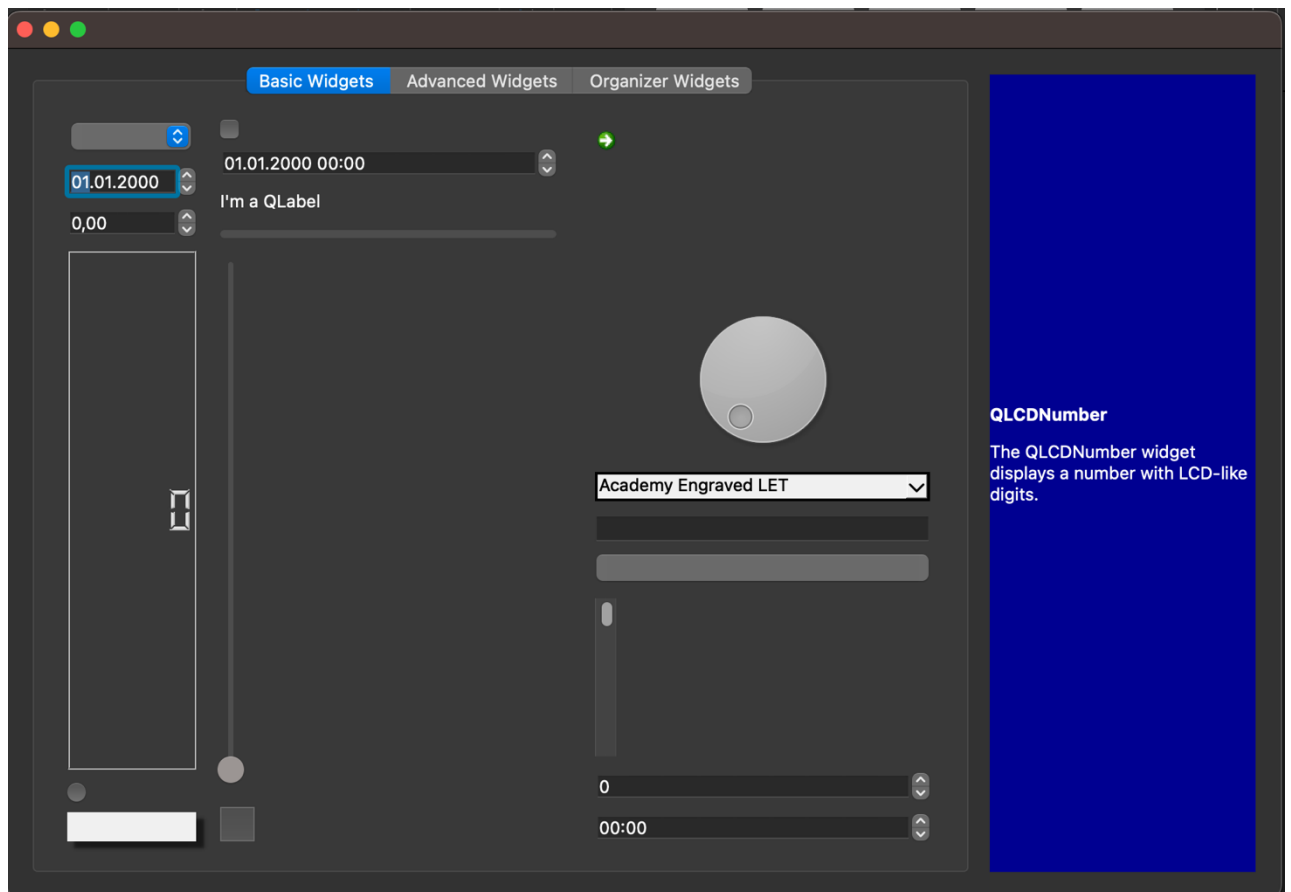 Basic Widgets
Advanced Widgets
Organizer Widgets
01.01.2000
0,00
0
01.01.2000 00:00
I'm a QLabel
Academy Engraved LET
0
00:00
QLCDNumber
The QLCDNumber widget
displays a number with LCD-like
digits.